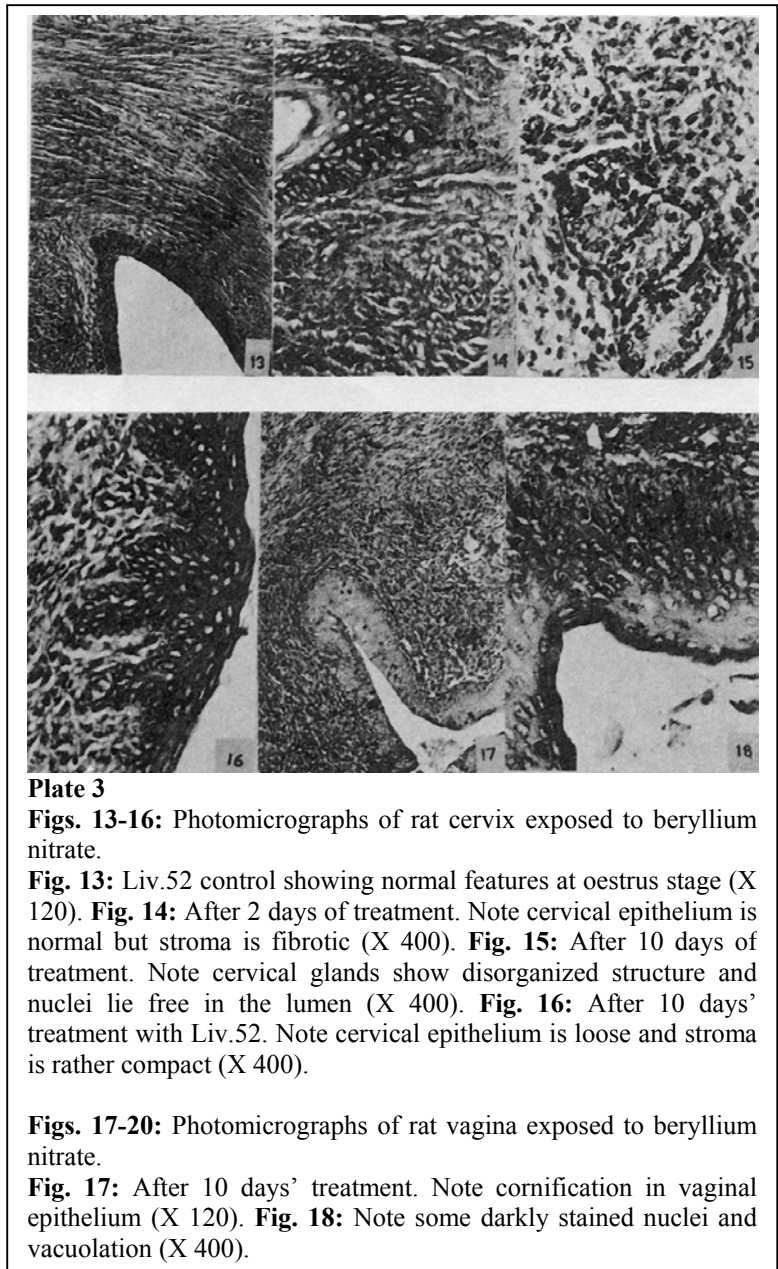 13
14
15
16
17
18
Plate 3
Figs. 13-16: Photomicrographs of rat cervix exposed to beryllium
nitrate.
Fig. 13: Liv.52 control showing normal features at oestrus stage (X
120). Fig. 14: After 2 days of treatment. Note cervical epithelium is
normal but stroma is fibrotic (X 400). Fig. 15: After 10 days of
treatment. Note cervical glands show disorganized structure and
nuclei lie free in the lumen (X 400). Fig. 16: After 10 days’
treatment with Liv.52. Note cervical epithelium is loose and stroma
is rather compact (X 400).
Figs. 17-20: Photomicrographs of rat vagina exposed to beryllium
nitrate.
Fig. 17: After 10 days’ treatment. Note cornification in vaginal
epithelium (X 120). Fig. 18: Note some darkly stained nuclei and
vacuolation (X 400).